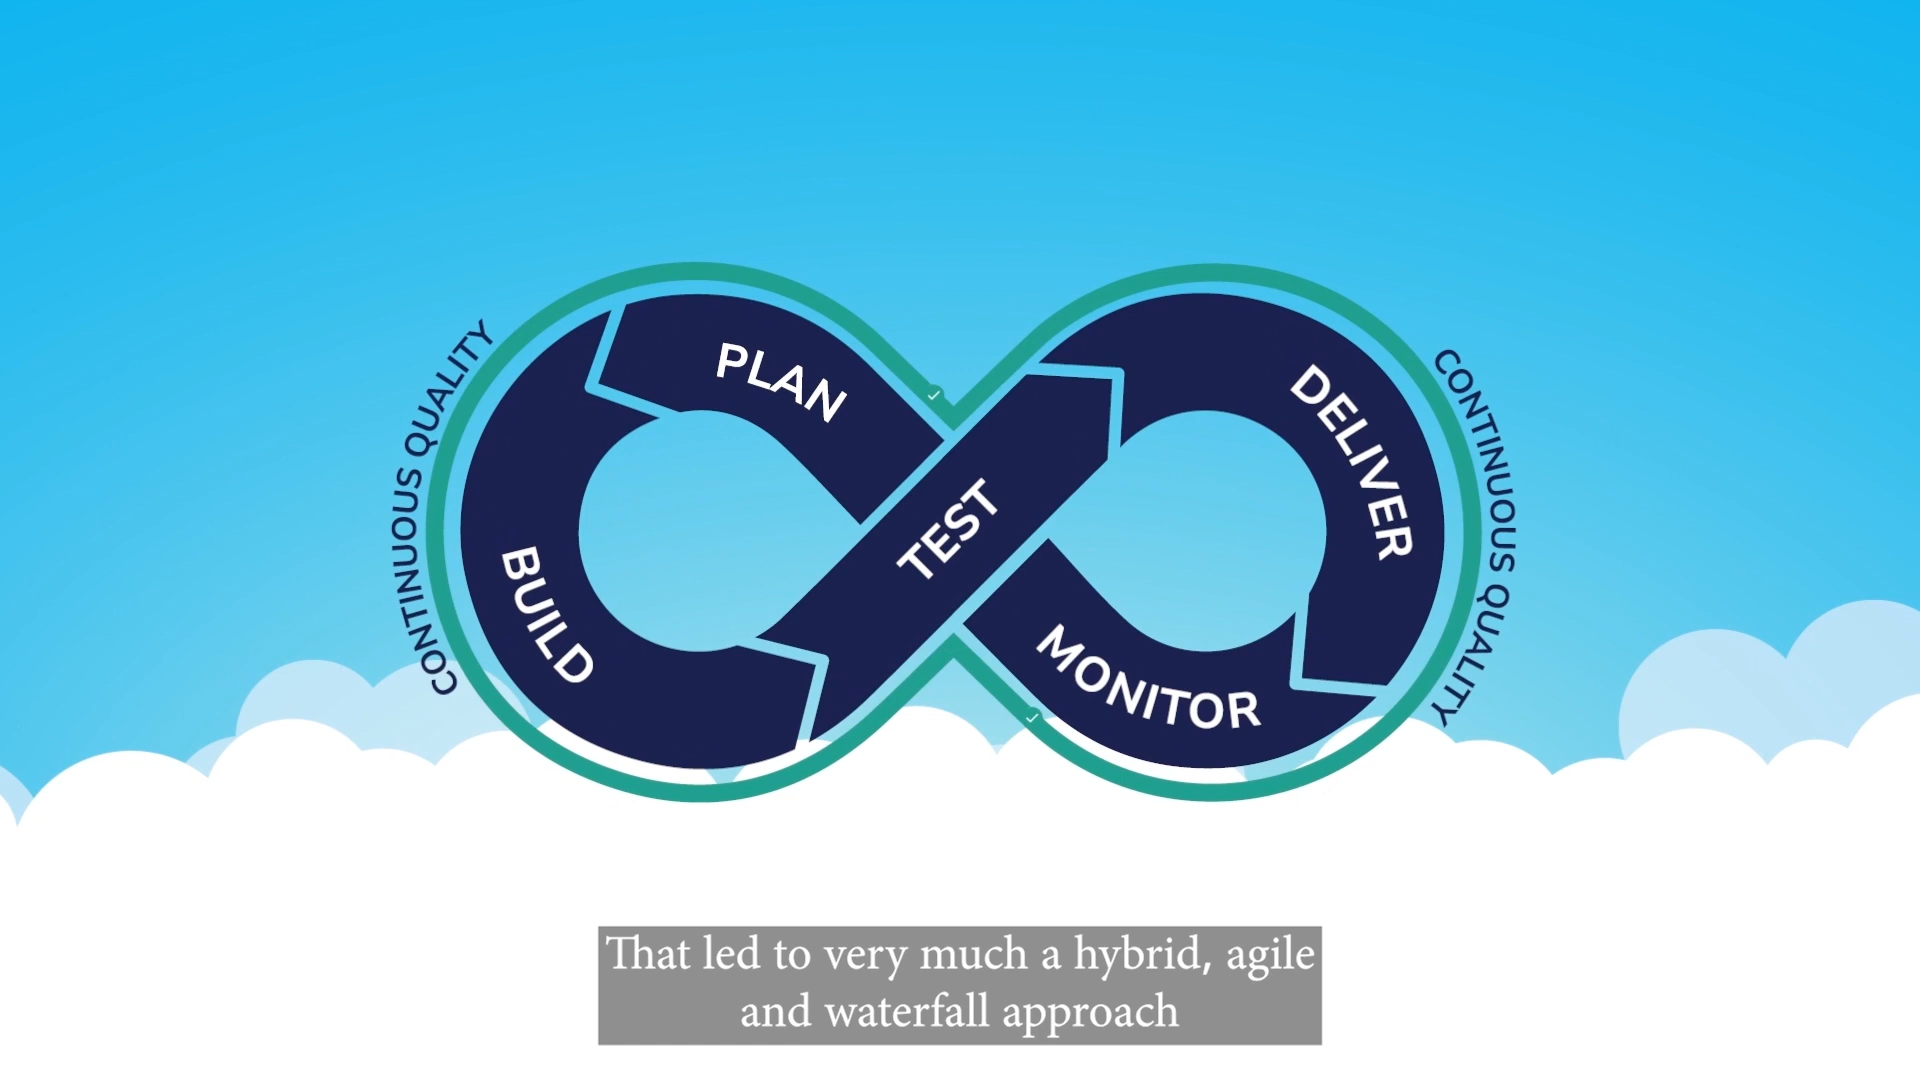 CONTINUOUS QUALITY
PLAN
BUILD
TEST
DELIVER
MONITOR
CONTINUOUS QUALITY
That led to very much a hybrid, agile
and waterfall approach